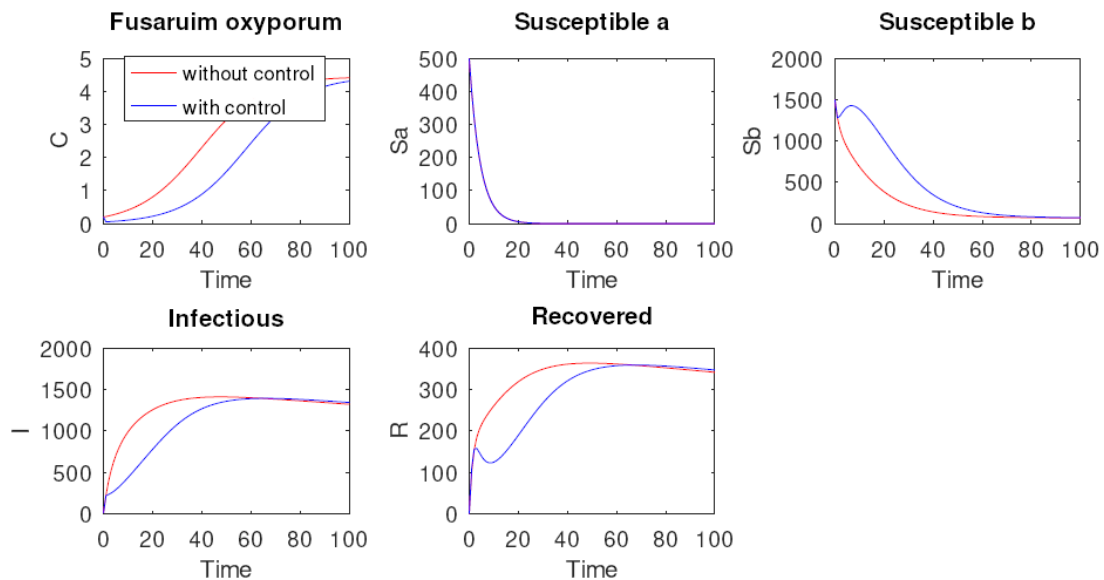 Fusaruim oxyporum
5
4
3
2
1
0
C
without control
with control
0 20 40 60 80 100
Time
Susceptible a
500
400
300
200
100
0
Sa
0 20 40 60 80 100
Time
Susceptible b
2000
1500
1000
500
0
Sb
0 20 40 60 80 100
Time
Infectious
2000
1500
1000
500
0
I
0 20 40 60 80 100
Time
Recovered
400
300
200
100
0
R
0 20 40 60 80 100
Time